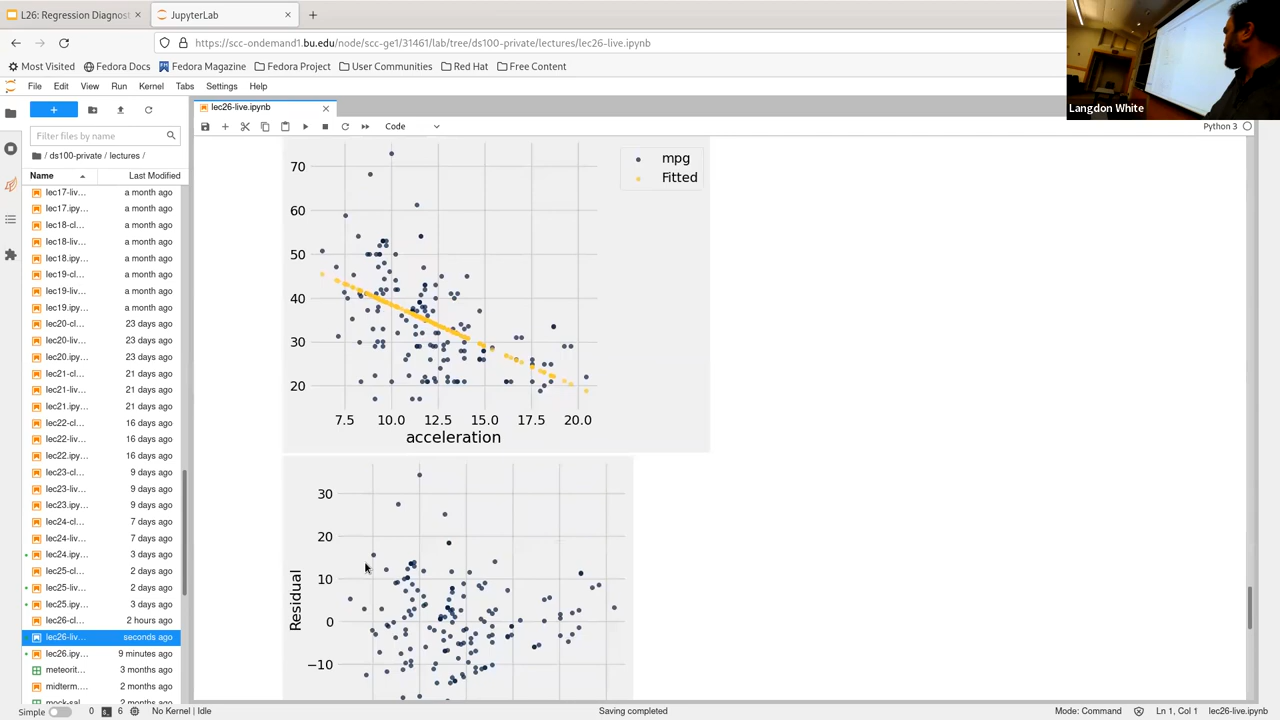 L26: Regression Diagnost
JupyterLab
https://scc-ondemand1.bu.edu/node/scc-ge1/31461/lab/tree/ds100-private/lectures/lec26-live.ipynb
Most Visited
Fedora Docs
Fedora Magazine
Fedora Project
User Communities
Red Hat
Free Content
Langdon White
File Edit View Run Kernel Tabs Settings Help
lec26-live.ipynb
Code
Python 3
Filter files by name
/ ds100-private / lectures /
Name Last Modified
lec17-liv... a month ago
lec17.ipy... a month ago
lec18-cl... a month ago
lec18-liv... a month ago
lec18.ipy... a month ago
lec19-cl... a month ago
lec19-liv... a month ago
lec19.ipy... a month ago
lec20-cl... 23 days ago
lec20-liv... 23 days ago
lec20.ipy... 23 days ago
lec21-cl... 21 days ago
lec21-liv... 21 days ago
lec21.ipy... 21 days ago
lec22-cl... 16 days ago
lec22-liv... 16 days ago
lec22.ipy... 16 days ago
lec23-cl... 9 days ago
lec23-liv... 9 days ago
lec23.ipy... 9 days ago
lec24-cl... 7 days ago
lec24-liv... 7 days ago
lec24.ipy... 3 days ago
lec25-cl... 2 days ago
lec25-liv... 2 days ago
lec25.ipy... 3 days ago
lec26-cl... 2 hours ago
lec26-liv... seconds ago
lec26.ipy... 9 minutes ago
meteorit... 3 months ago
midterm.... 2 months ago
mock-sal... 2 months ago
70
60
50
40
30
20
7.5 10.0 12.5 15.0 17.5 20.0
acceleration
mpg
Fitted
30
20
10
0
−10
Residual
Simple 0 6 No Kernel | Idle
Saving completed
Mode: Command Ln 1, Col 1 lec26-live.ipynb